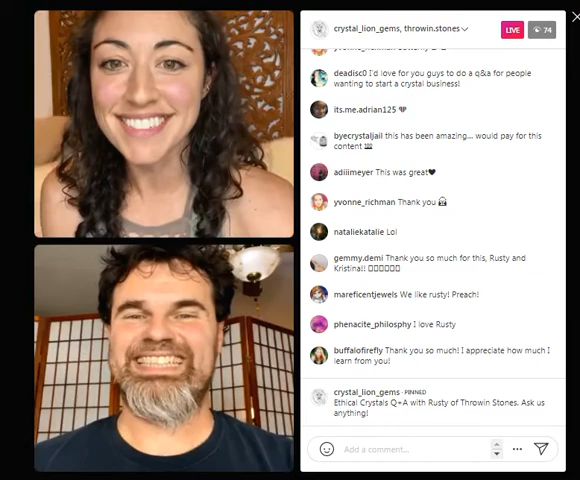 crystal_lion_gems, throwin.stones
LIVE
74
deadisc0 I'd love for you guys to do a q&a for people
wanting to start a crystal business!
its.me.adrian125
byecrystaljail this has been amazing... would pay for this
content
adiiimeyer This was great
yvonne_richman Thank you
nataliekatalie Lol
gemmy.demi Thank you so much for this, Rusty and
Kristina!!
mareficentjewels We like rusty! Preach!
phenacite_philosphy I love Rusty
buffalofirefly Thank you so much! I appreciate how much I
learn from you!
crystal_lion_gems · PINNED
Ethical Crystals Q+A with Rusty of Throwin Stones. Ask us
anything!
Add a comment...